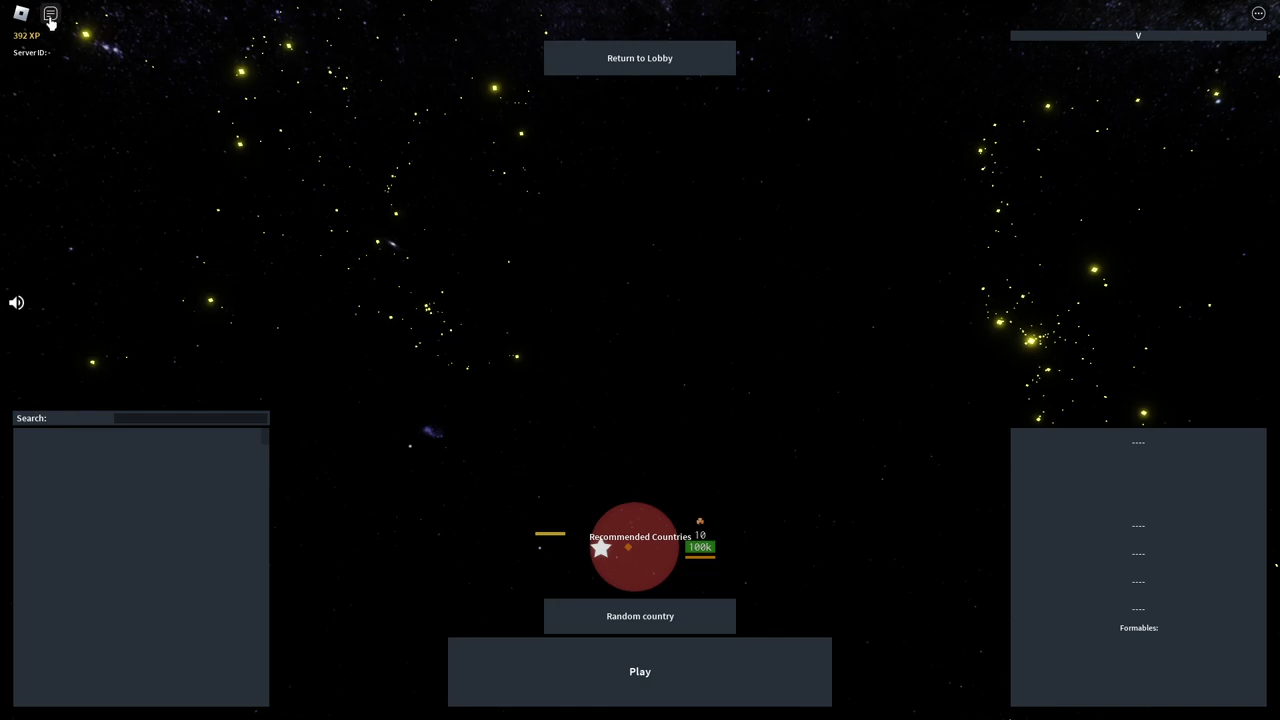 392 XP
Server ID: -
V
Return to Lobby
Search:
----
----
Recommended Countries
10
100k
----
----
----
Formables:
Random country
Play